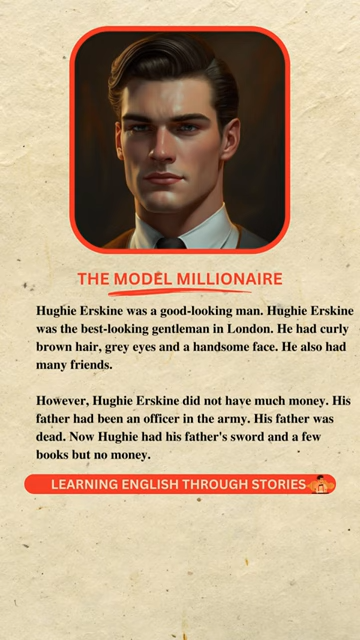 THE MODEL MILLIONAIRE
Hughie Erskine was a good-looking man. Hughie Erskine
was the best-looking gentleman in London. He had curly
brown hair, grey eyes and a handsome face. He also had
many friends.
However, Hughie Erskine did not have much money. His
father had been an officer in the army. His father was
dead. Now Hughie had his father's sword and a few
books but no money.
LEARNING ENGLISH THROUGH STORIES